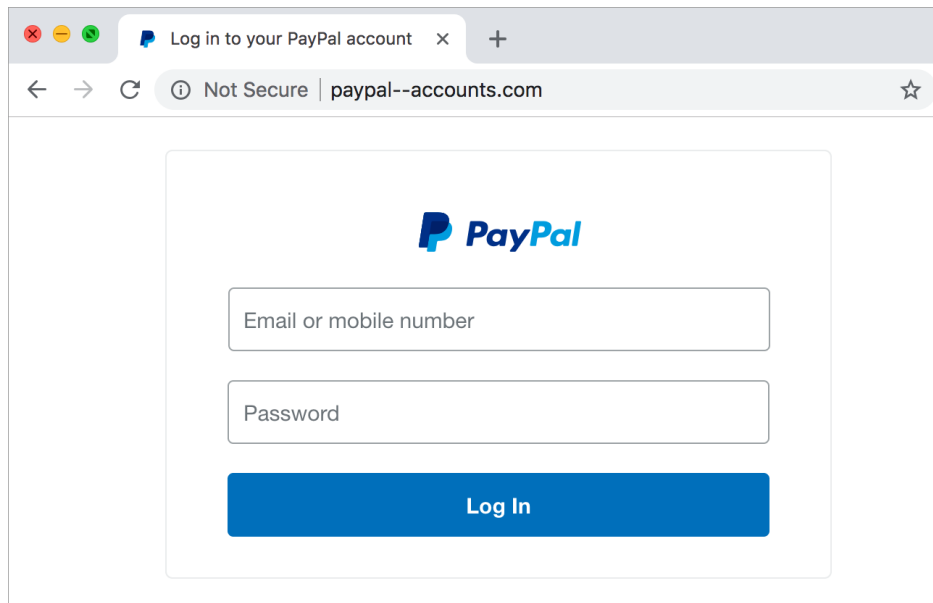 Log in to your PayPal account
Not Secure | paypal--accounts.com
PayPal
Email or mobile number
Password
Log In